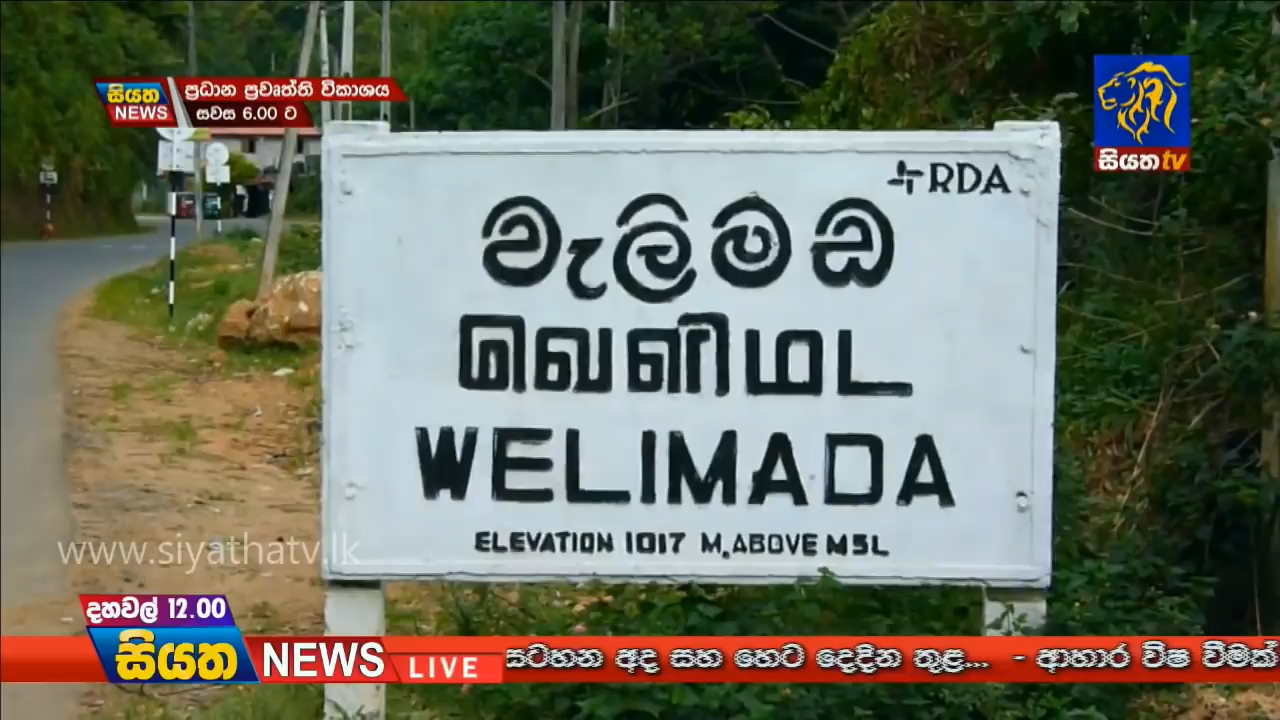 සියත
NEWS
ප්‍රධාන ප්‍රවෘත්ති විකාශය
සවස 6.00 ට
සියත tv
RDA
වැලිමඩ
வெளிமட
WELIMADA
ELEVATION 1017 M. ABOVE MSL
www.siyathatv.lk
දහවල් 12.00
සියත NEWS LIVE
සටහන අද සහ හෙට දෙදින තුළ... - ආහාර විෂ වීමක්